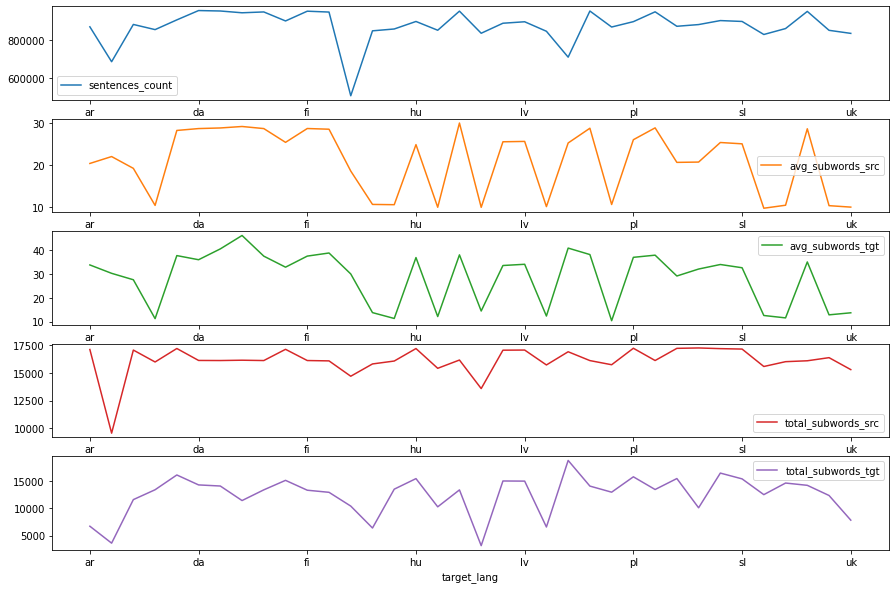 800000
600000
sentences_count
ar da fi hu lv pl sl uk
30
20
10
avg_subwords_src
ar da fi hu lv pl sl uk
40
30
20
10
avg_subwords_tgt
ar da fi hu lv pl sl uk
17500
15000
12500
10000
total_subwords_src
ar da fi hu lv pl sl uk
15000
10000
5000
total_subwords_tgt
ar da fi hu lv pl sl uk
target_lang